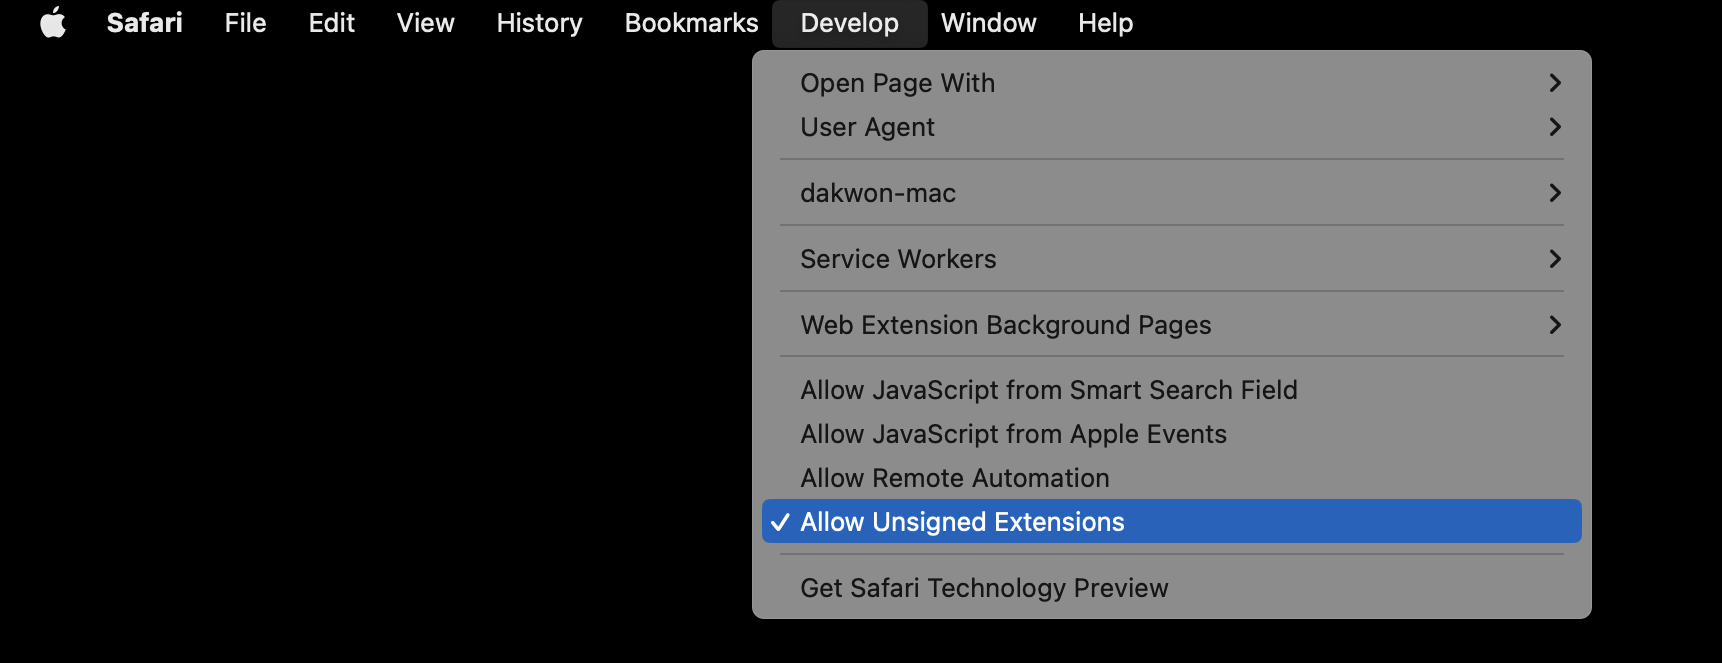 Safari File Edit View History Bookmarks Develop Window Help
Open Page With
User Agent
dakwon-mac
Service Workers
Web Extension Background Pages
Allow JavaScript from Smart Search Field
Allow JavaScript from Apple Events
Allow Remote Automation
Allow Unsigned Extensions
Get Safari Technology Preview